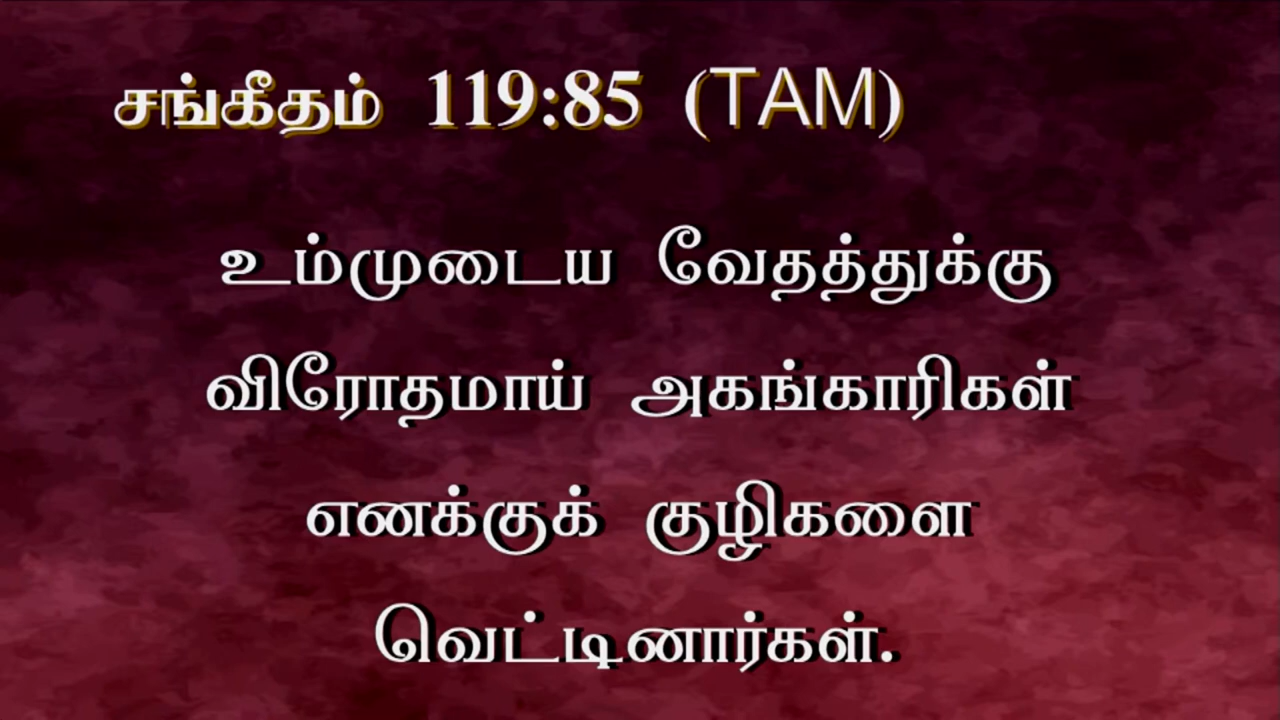 சங்கீதம் 119:85 (TAM)
உம்முடைய வேதத்துக்கு
விரோதமாய் அகங்காரிகள்
எனக்குக் குழிகளை
வெட்டினார்கள்.